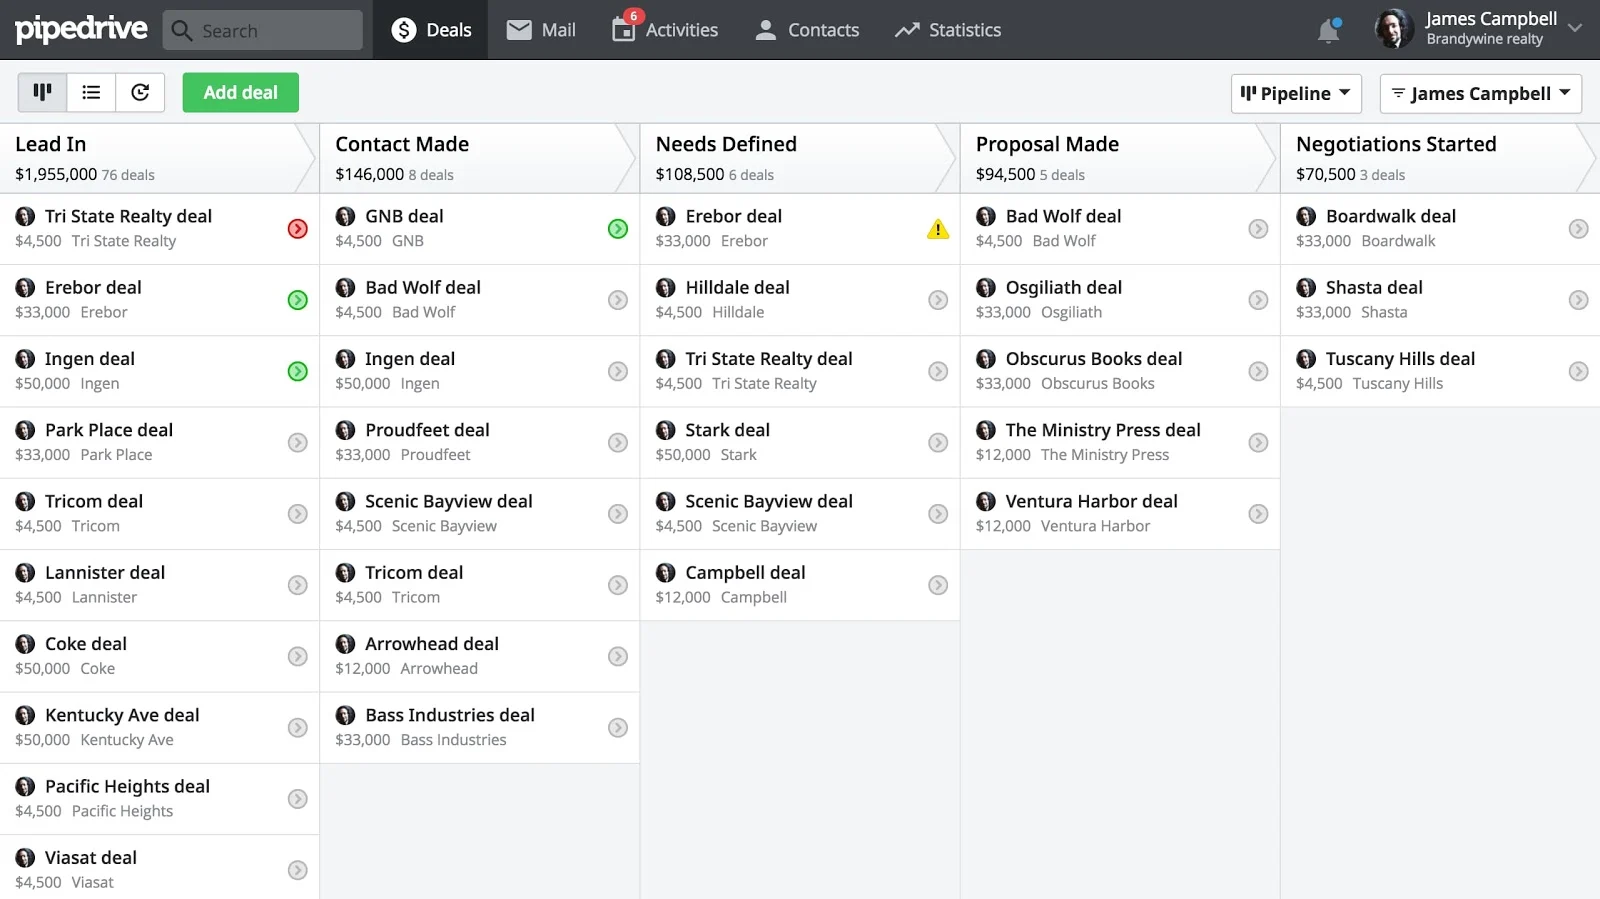 pipedrive
Search
Deals
Mail
6
Activities
Contacts
Statistics
James Campbell
Brandywine realty
Add deal
Pipeline
James Campbell
Lead In
$1,955,000 76 deals
Tri State Realty deal
$4,500 Tri State Realty
Erebor deal
$33,000 Erebor
Ingen deal
$50,000 Ingen
Park Place deal
$33,000 Park Place
Tricom deal
$4,500 Tricom
Lannister deal
$4,500 Lannister
Coke deal
$50,000 Coke
Kentucky Ave deal
$50,000 Kentucky Ave
Pacific Heights deal
$4,500 Pacific Heights
Viasat deal
$4,500 Viasat
Contact Made
$146,000 8 deals
GNB deal
$4,500 GNB
Bad Wolf deal
$4,500 Bad Wolf
Ingen deal
$50,000 Ingen
Proudfeet deal
$33,000 Proudfeet
Scenic Bayview deal
$4,500 Scenic Bayview
Tricom deal
$4,500 Tricom
Arrowhead deal
$12,000 Arrowhead
Bass Industries deal
$33,000 Bass Industries
Needs Defined
$108,500 6 deals
Erebor deal
$33,000 Erebor
Hilldale deal
$4,500 Hilldale
Tri State Realty deal
$4,500 Tri State Realty
Stark deal
$50,000 Stark
Scenic Bayview deal
$4,500 Scenic Bayview
Campbell deal
$12,000 Campbell
Proposal Made
$94,500 5 deals
Bad Wolf deal
$4,500 Bad Wolf
Osgiliath deal
$33,000 Osgiliath
Obscurus Books deal
$33,000 Obscurus Books
The Ministry Press deal
$12,000 The Ministry Press
Ventura Harbor deal
$12,000 Ventura Harbor
Negotiations Started
$70,500 3 deals
Boardwalk deal
$33,000 Boardwalk
Shasta deal
$33,000 Shasta
Tuscany Hills deal
$4,500 Tuscany Hills